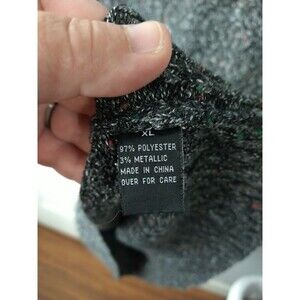 XL
97% POLYESTER
3% METALLIC
MADE IN CHINA
OVER FOR CARE